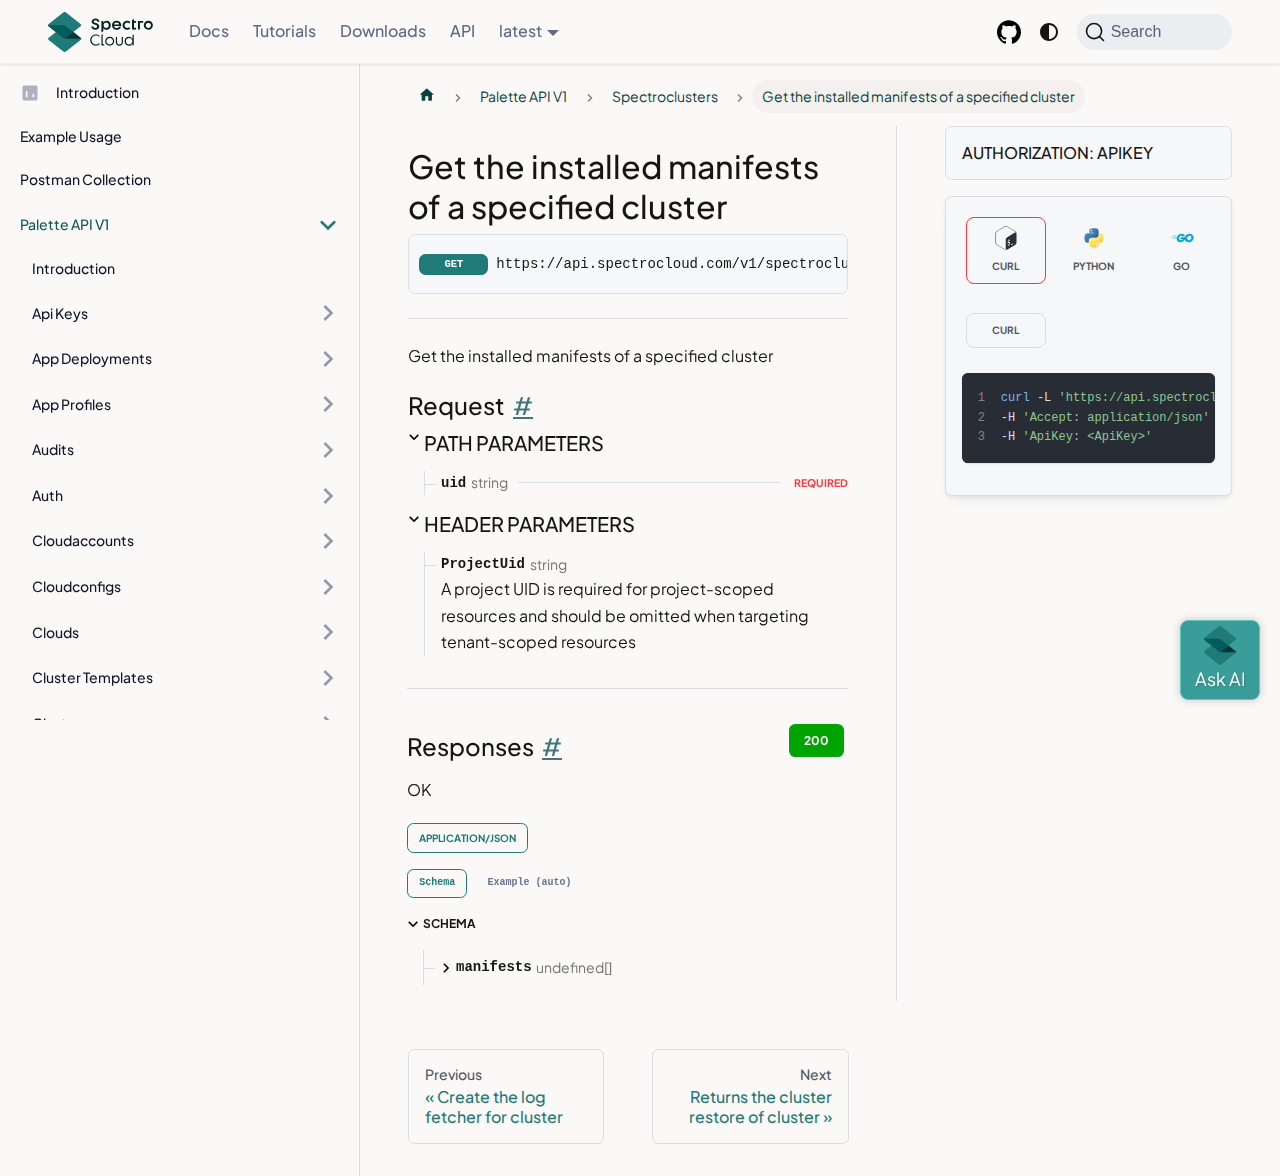 Spectro
Cloud
Docs
Tutorials
Downloads
API
latest
Search
Introduction
Example Usage
Postman Collection
Palette API V1
Introduction
Api Keys
App Deployments
App Profiles
Audits
Auth
Cloudaccounts
Cloudconfigs
Clouds
Cluster Templates
Palette API V1
Spectroclusters
Get the installed manifests of a specified cluster
Get the installed manifests
of a specified cluster
GET https://api.spectrocloud.com/v1/spectroclu
Get the installed manifests of a specified cluster
Request #
PATH PARAMETERS
uid string REQUIRED
HEADER PARAMETERS
ProjectUid string
A project UID is required for project-scoped
resources and should be omitted when targeting
tenant-scoped resources
Responses #
200
OK
APPLICATION/JSON
Schema Example (auto)
SCHEMA
manifests undefined[]
Previous
« Create the log
fetcher for cluster
Next
Returns the cluster
restore of cluster »
AUTHORIZATION: APIKEY
CURL PYTHON GO
CURL
1 curl -L 'https://api.spectrocl
2 -H 'Accept: application/json'
3 -H 'ApiKey: <ApiKey>'
Ask AI